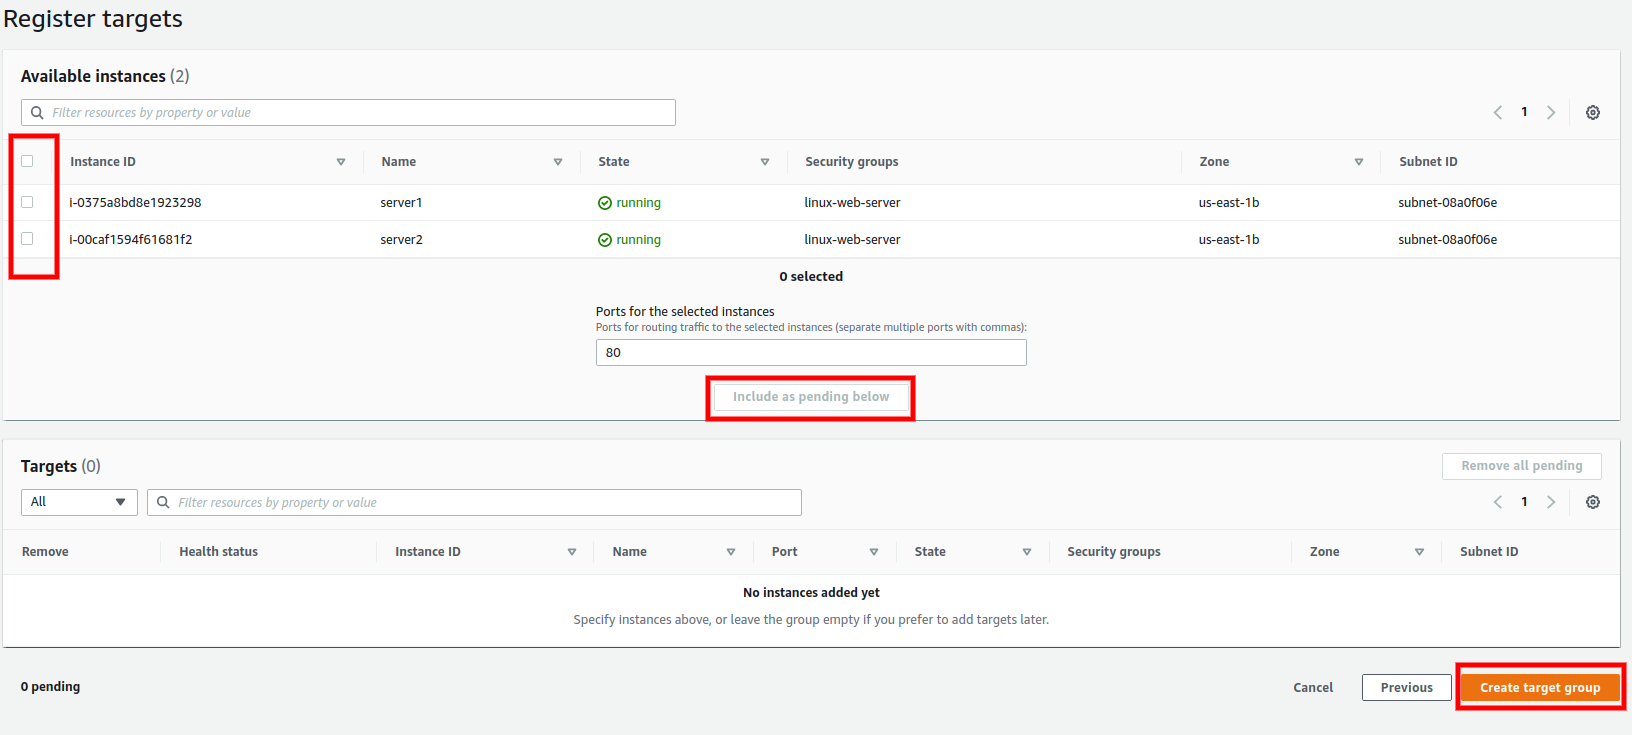 Register targets
Available instances (2)
Filter resources by property or value
1
Instance ID Name State Security groups Zone Subnet ID
i-0375a8bd8e1923298 server1 running linux-web-server us-east-1b subnet-08a0f06e
i-00caf1594f61681f2 server2 running linux-web-server us-east-1b subnet-08a0f06e
0 selected
Ports for the selected instances
Ports for routing traffic to the selected instances (separate multiple ports with commas):
80
Include as pending below
Targets (0)
Remove all pending
All Filter resources by property or value 1
Remove Health status Instance ID Name Port State Security groups Zone Subnet ID
No instances added yet
Specify instances above, or leave the group empty if you prefer to add targets later.
0 pending Cancel Previous Create target group